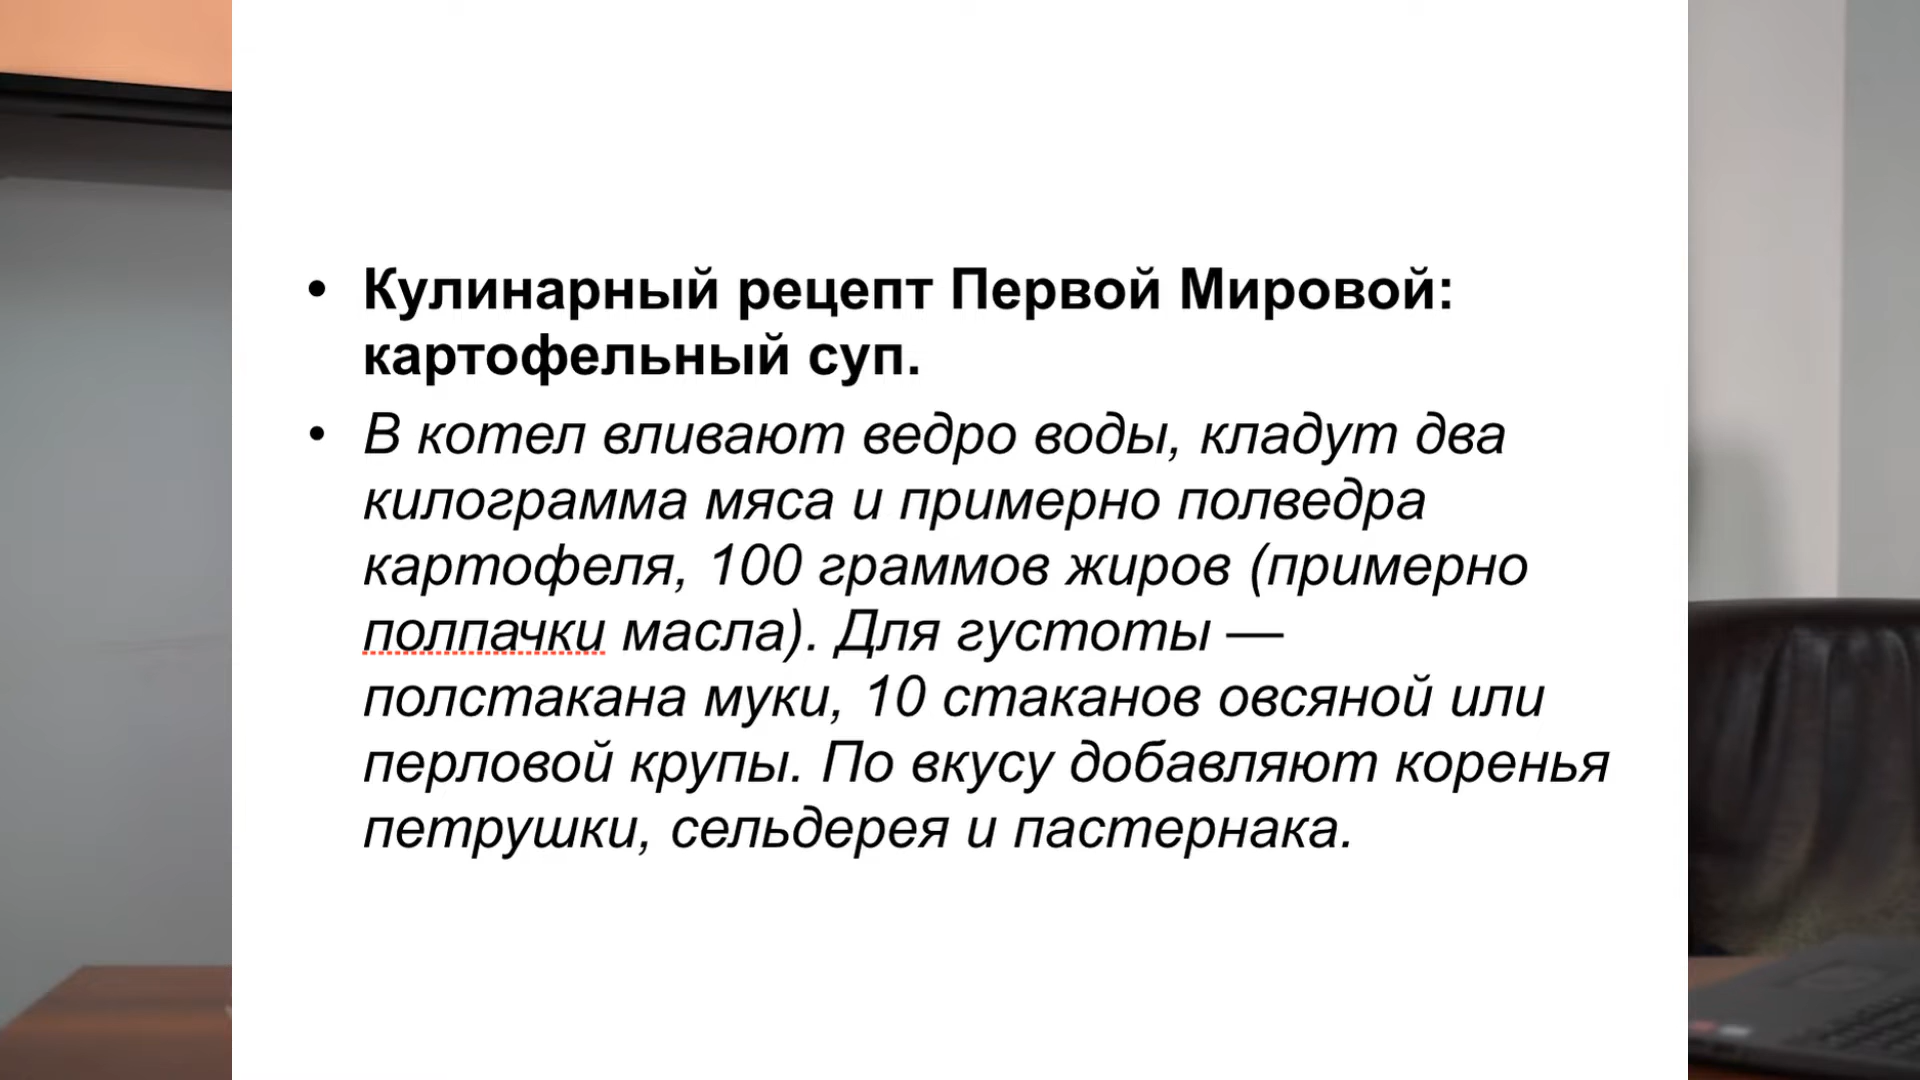 • Кулинарный рецепт Первой Мировой:
картофельный суп.
• В котел вливают ведро воды, кладут два
килограмма мяса и примерно полведра
картофеля, 100 граммов жиров (примерно
полпачки масла). Для густоты —
полстакана муки, 10 стаканов овсяной или
перловой крупы. По вкусу добавляют коренья
петрушки, сельдерея и пастернака.